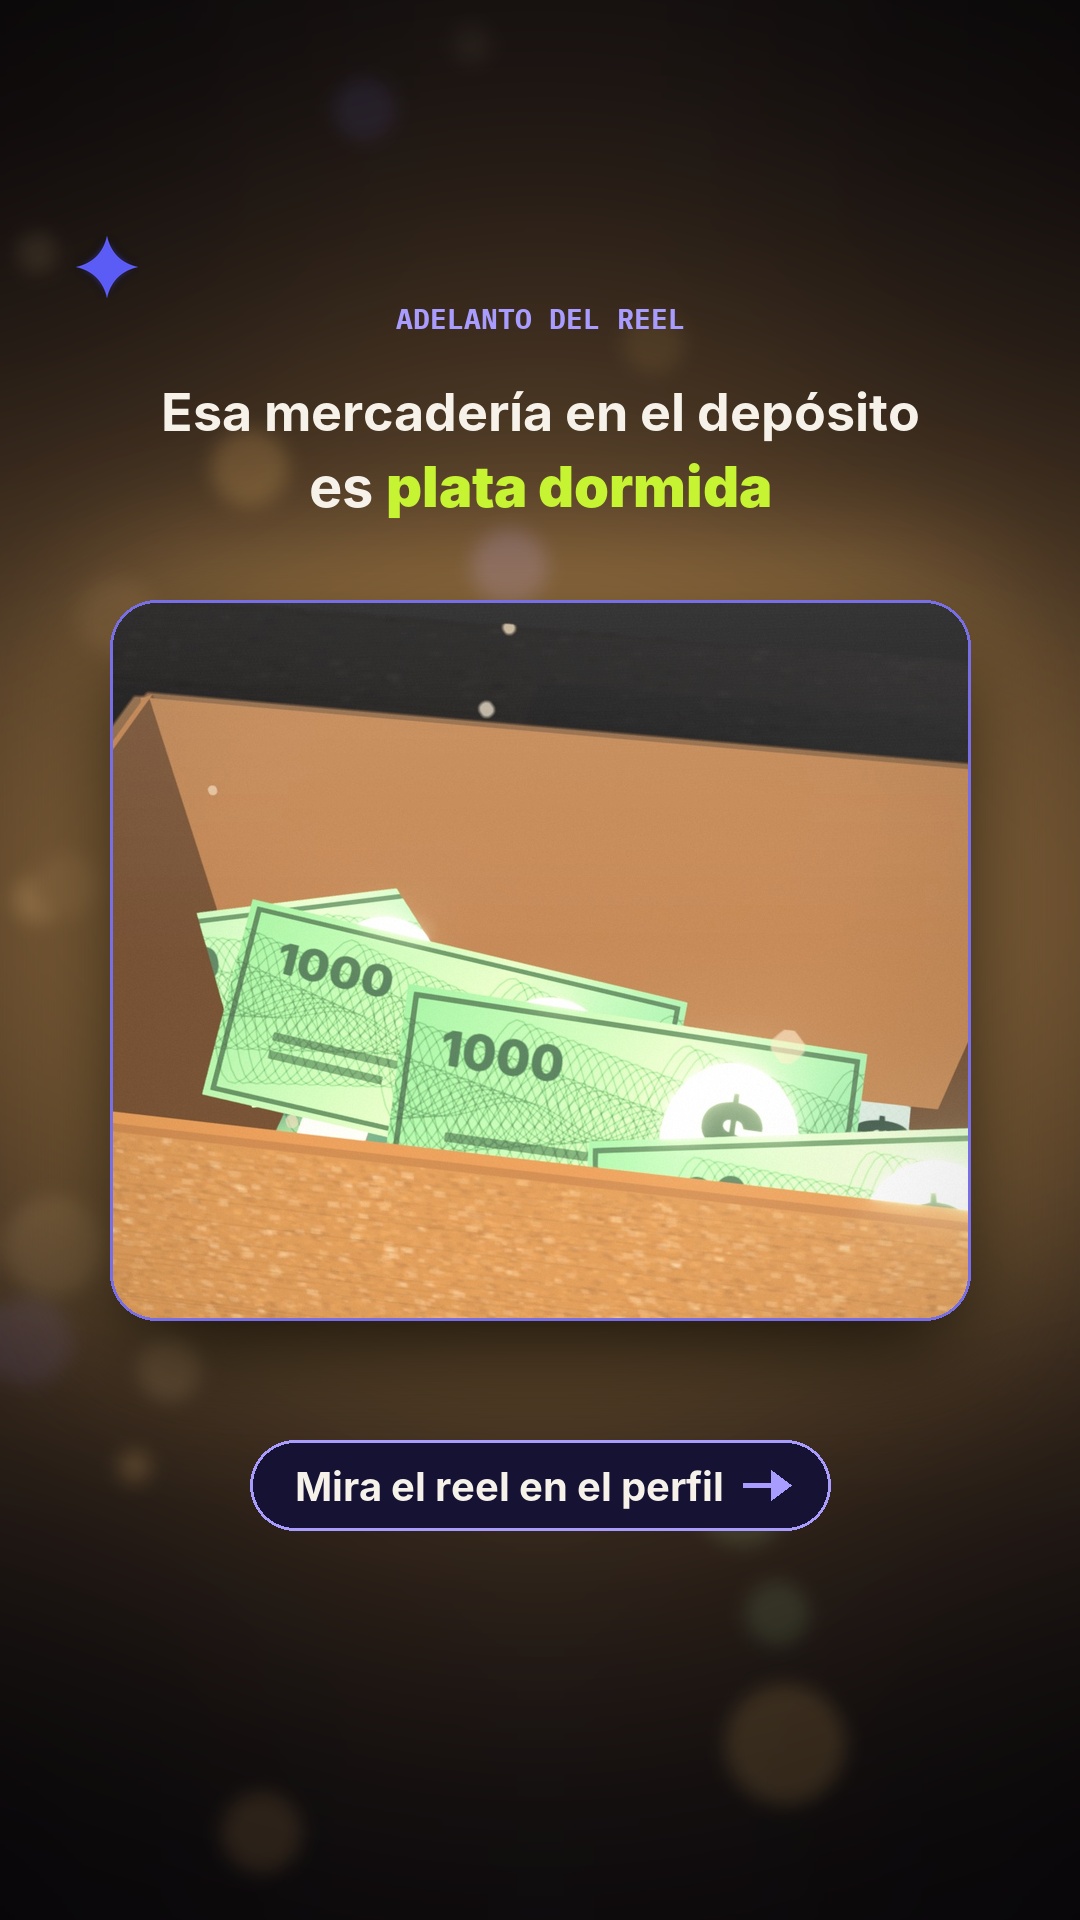 ADELANTO DEL REEL
Esa mercadería en el depósito
es plata dormida
1000
1000
$
$
Mira el reel en el perfil